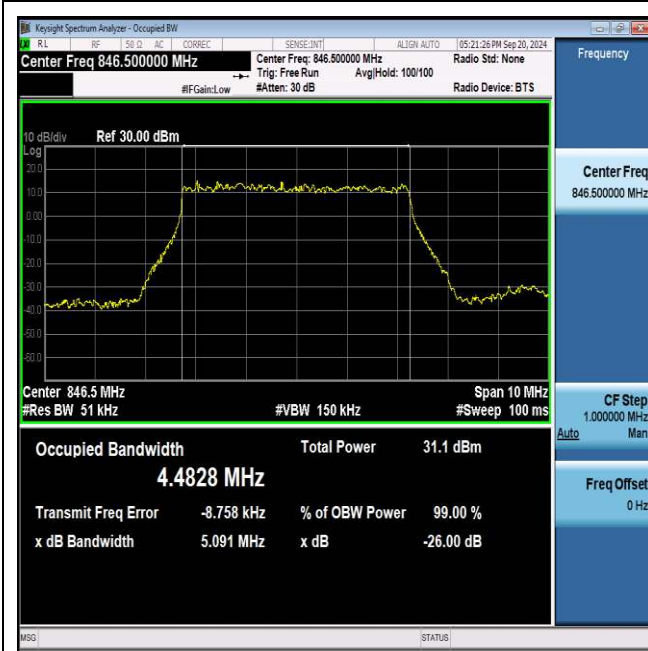 Keysight Spectrum Analyzer - Occupied BW
RL RF 50 Ω AC CORREC SENSE:INT ALIGN AUTO 05:21:26 PM Sep 20, 2024
Center Freq 846.500000 MHz
Center Freq: 846.500000 MHz
Radio Std: None
Trig: Free Run Avg|Hold: 100/100
#IFGain:Low #Atten: 30 dB Radio Device: BTS
Frequency
10 dB/div Ref 30.00 dBm
Log
20.0
10.0
0.00
-10.0
-20.0
-30.0
-40.0
-50.0
-60.0
Center 846.5 MHz Span 10 MHz
#Res BW 51 kHz #VBW 150 kHz #Sweep 100 ms
Center Freq
846.500000 MHz
CF Step
1.000000 MHz
Auto Man
Freq Offset
0 Hz
Occupied Bandwidth Total Power 31.1 dBm
4.4828 MHz
Transmit Freq Error -8.758 kHz % of OBW Power 99.00 %
x dB Bandwidth 5.091 MHz x dB -26.00 dB
MSG STATUS